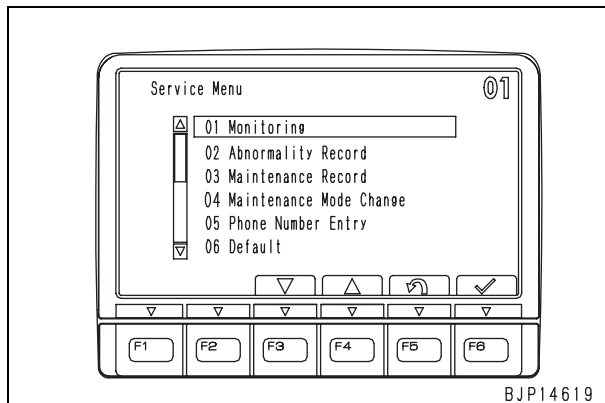 Service Menu 01
01 Monitoring
02 Abnormality Record
03 Maintenance Record
04 Maintenance Mode Change
05 Phone Number Entry
06 Default
F1 F2 F3 F4 F5 F6
BJP14619